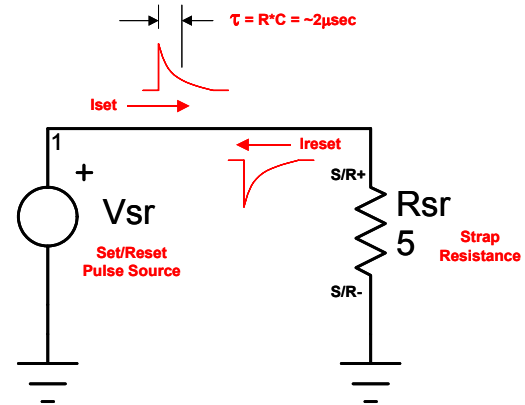 τ = R*C = ~2µsec
Iset
Ireset
1
+
S/R+
Vsr
Rsr
5
Set/Reset
Pulse Source
Strap
Resistance
S/R-